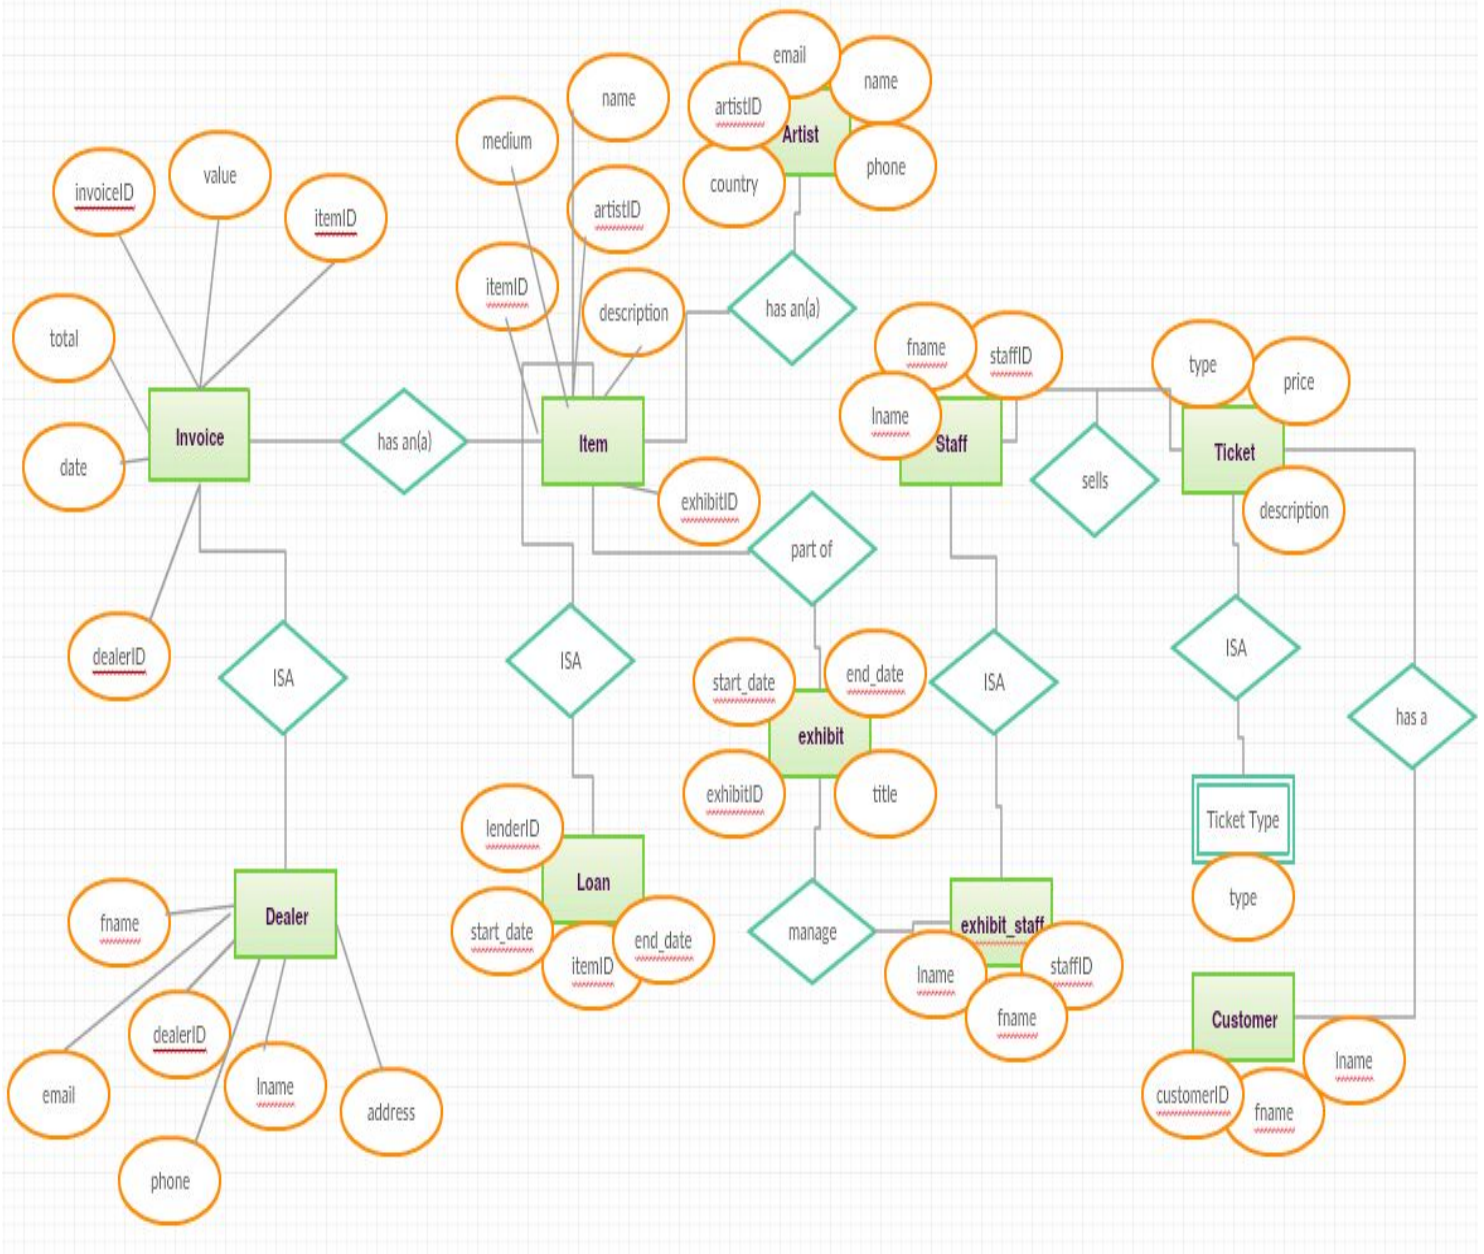 email
name
name
artistID
Artist
medium
phone
value
country
invoiceID
artistID
itemID
itemID
description
has an(a)
total
fname
staffID
type
price
lname
Invoice
has an(a)
Item
Staff
Ticket
date
sells
exhibitID
description
part of
dealerID
ISA
ISA
start_date
end_date
ISA
ISA
has a
exhibit
exhibitID
title
lenderID
Ticket Type
Loan
type
fname
Dealer
start_date
end_date
manage
exhibit_staff
itemID
lname
staffID
fname
Customer
dealerID
lname
email
lname
address
customerID
fname
phone